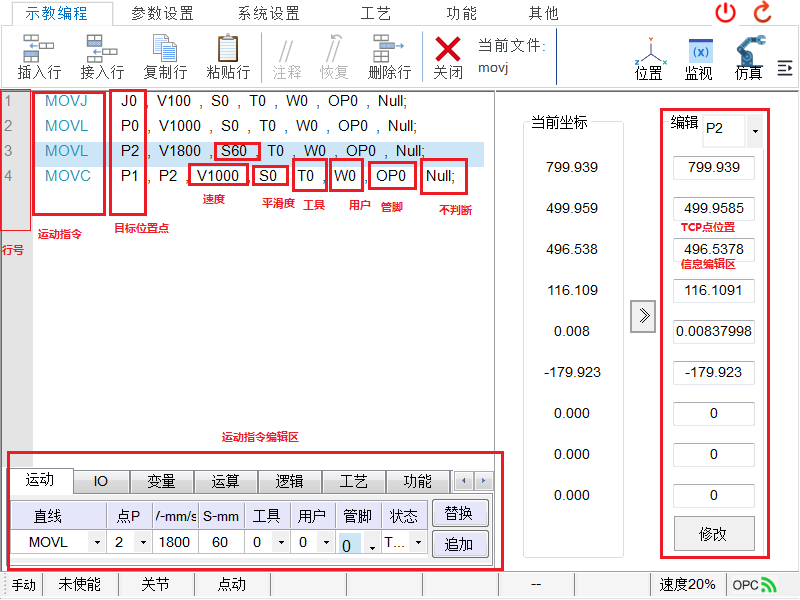 示教编程 参数设置 系统设置 工艺 功能 其他
插入行 接入行 复制行 粘贴行 注释 恢复 删除行 关闭 当前文件: movj 位置 (x) 监视 仿真
1 MOVJ J0 , V100 , S0 , T0 , W0 , OP0 , Null;
2 MOVL P0 , V1000 , S0 , T0 , W0 , OP0 , Null;
3 MOVL P2 , V1800 , S60 , T0 , W0 , OP0 , Null;
4 MOVC P1 , P2 , V1000 , S0 , T0 , W0 , OP0 , Null;
速度 平滑度 工具 用户 管脚 不判断
运动指令 目标位置点
行号
当前坐标
799.939
499.959
496.538
116.109
0.008
-179.923
0.000
0.000
0.000
编辑 P2
799.939
499.9585
TCP点位置
496.5378
信息编辑区
116.1091
0.00837998
-179.923
0
0
0
修改
运动指令编辑区
运动 IO 变量 运算 逻辑 工艺 功能
直线 点P /-mm/s S-mm 工具 用户 管脚 状态 替换
MOVL 2 1800 60 0 0 0 T... 追加
手动 未使能 关节 点动 -- 速度20% OPC